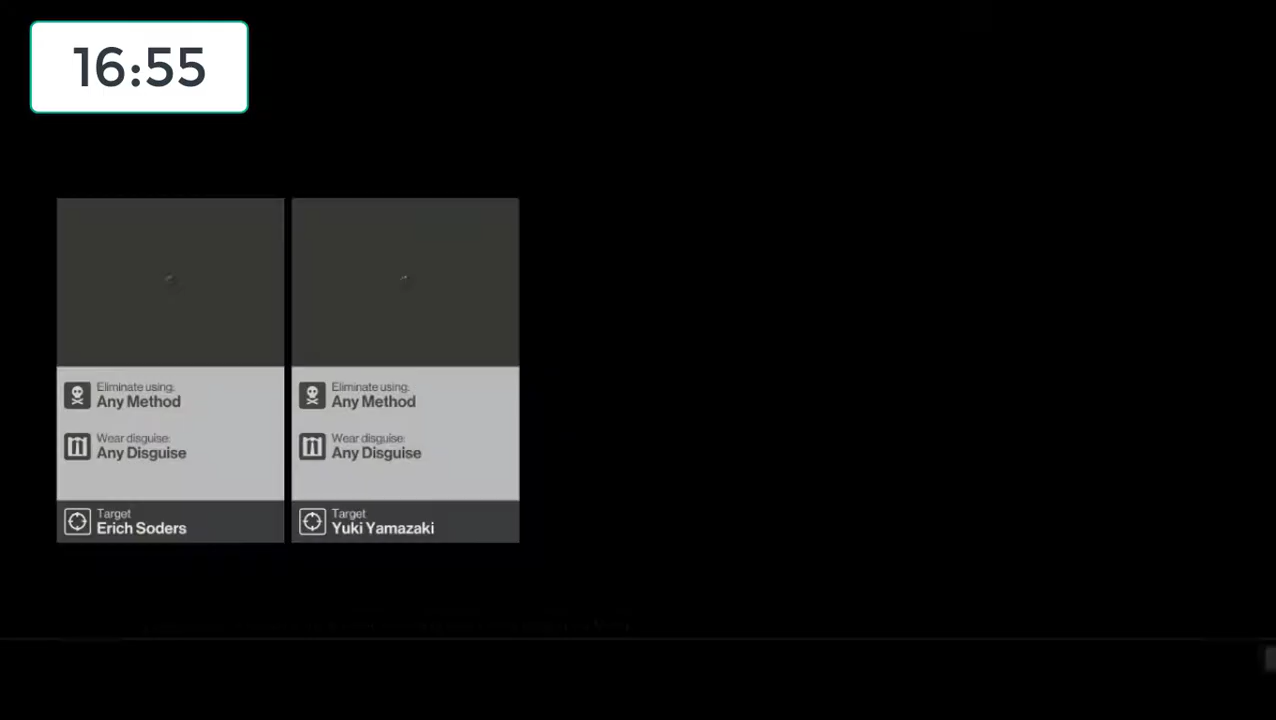 16:55
Eliminate using:
Any Method
Wear disguise:
Any Disguise
Target
Erich Soders
Eliminate using:
Any Method
Wear disguise:
Any Disguise
Target
Yuki Yamazaki